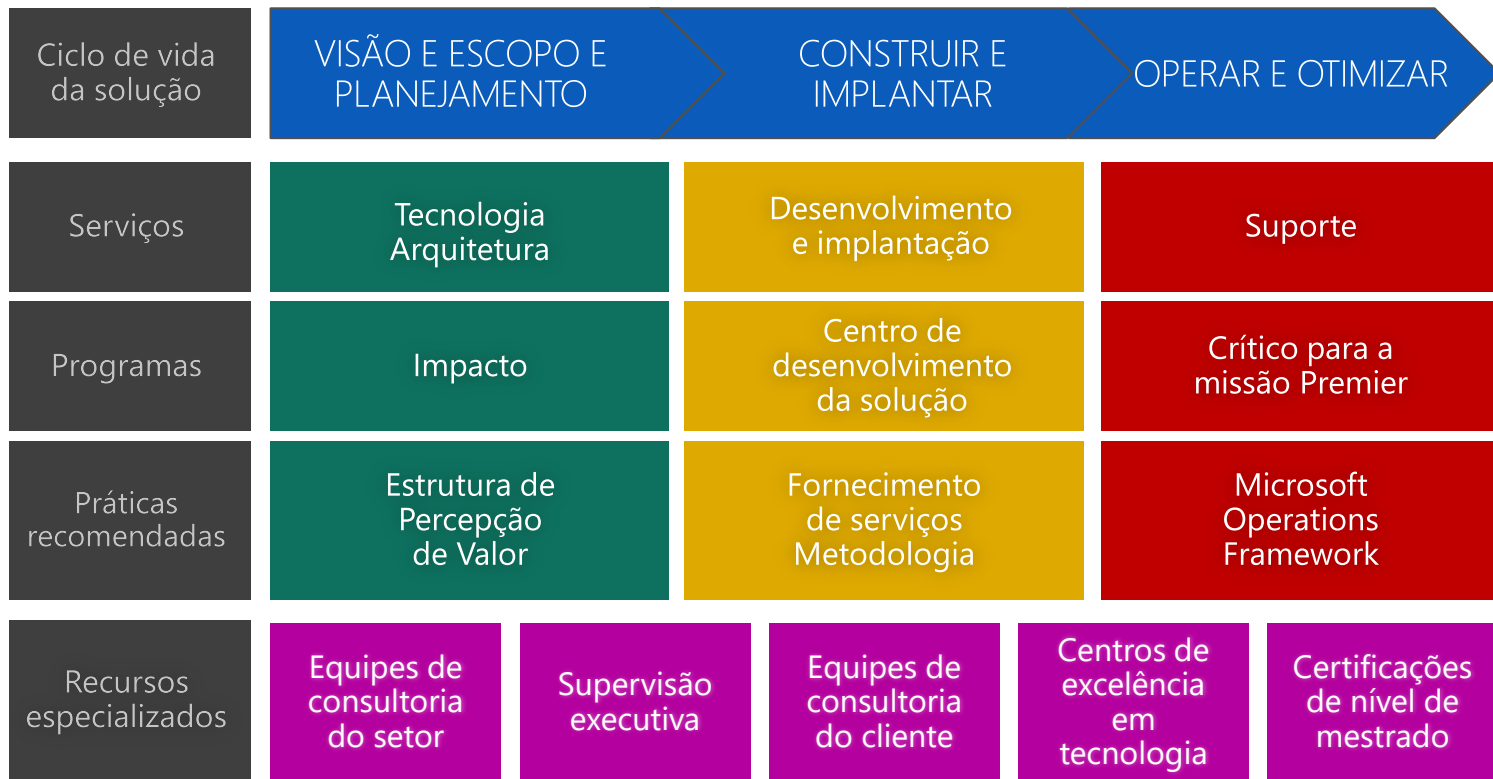 Ciclo de vida
da solução
VISÃO E ESCOPO E
PLANEJAMENTO
CONSTRUIR E
IMPLANTAR
OPERAR E OTIMIZAR
Serviços
Tecnologia
Arquitetura
Desenvolvimento
e implantação
Suporte
Programas
Impacto
Centro de
desenvolvimento
da solução
Crítico para a
missão Premier
Práticas
recomendadas
Estrutura de
Percepção
de Valor
Fornecimento
de serviços
Metodologia
Microsoft
Operations
Framework
Recursos
especializados
Equipes de
consultoria
do setor
Supervisão
executiva
Equipes de
consultoria
do cliente
Centros de
excelência
em
tecnologia
Certificações
de nível de
mestrado